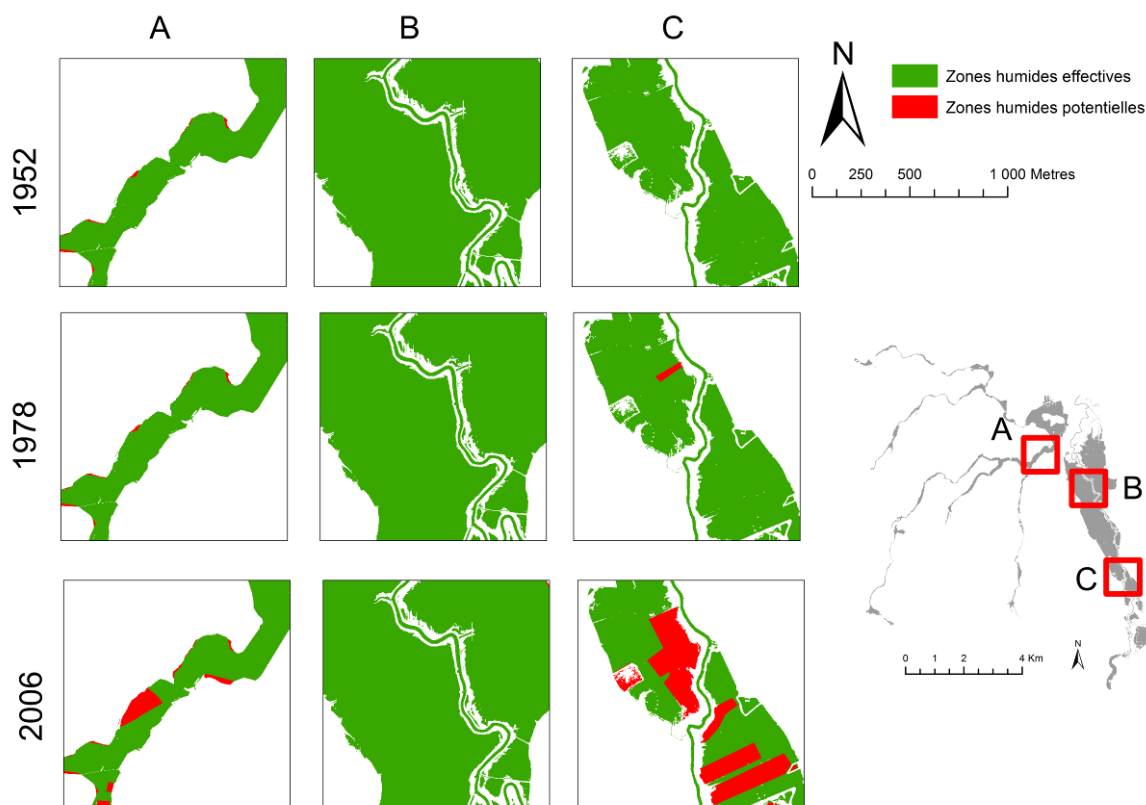 A B C
N
Zones humides effectives
Zones humides potentielles
1952
0 250 500 1 000 Metres
1978
A
B
C
N
0 1 2 4 Km
2006